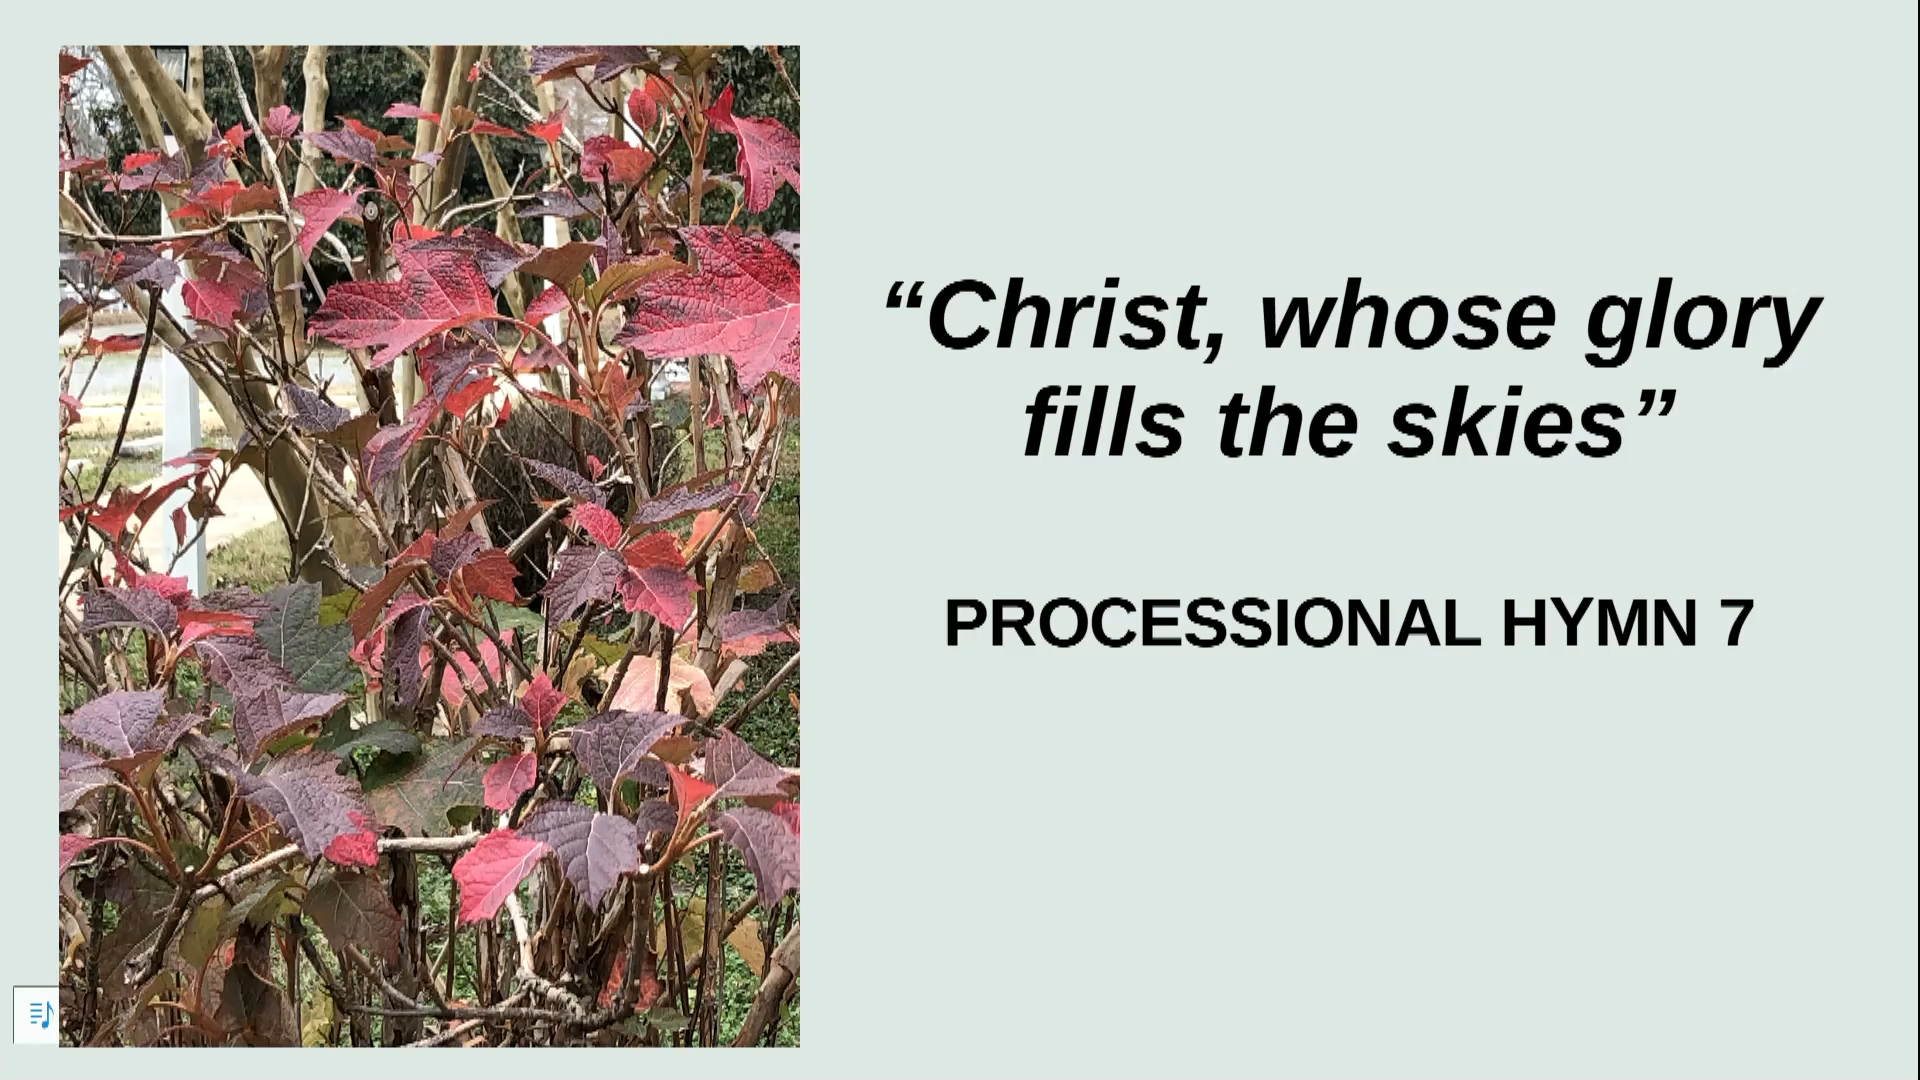 “Christ, whose glory
fills the skies”
PROCESSIONAL HYMN 7